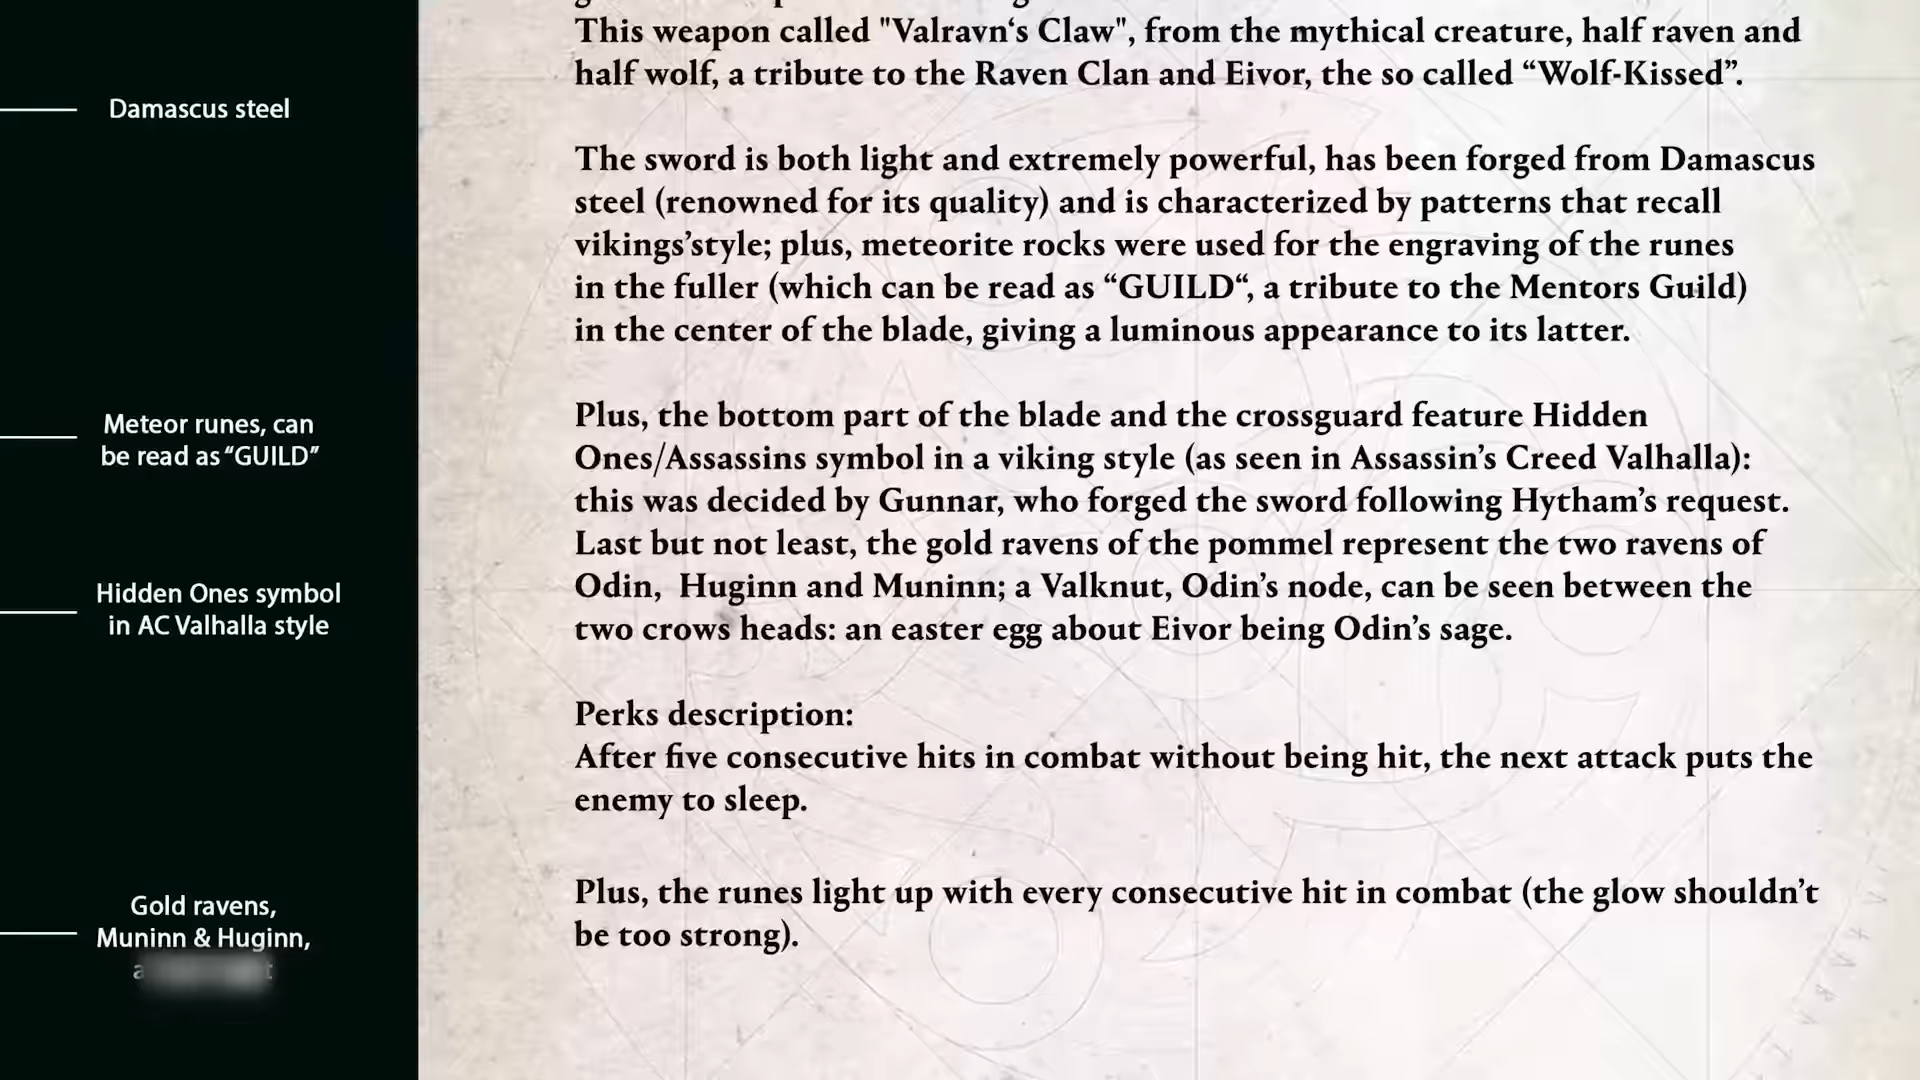 Damascus steel
Meteor runes, can
be read as “GUILD”
Hidden Ones symbol
in AC Valhalla style
Gold ravens,
Muninn & Huginn,
This weapon called "Valravn‘s Claw", from the mythical creature, half raven and
half wolf, a tribute to the Raven Clan and Eivor, the so called “Wolf-Kissed”.
The sword is both light and extremely powerful, has been forged from Damascus
steel (renowned for its quality) and is characterized by patterns that recall
vikings’style; plus, meteorite rocks were used for the engraving of the runes
in the fuller (which can be read as “GUILD“, a tribute to the Mentors Guild)
in the center of the blade, giving a luminous appearance to its latter.
Plus, the bottom part of the blade and the crossguard feature Hidden
Ones/Assassins symbol in a viking style (as seen in Assassin’s Creed Valhalla):
this was decided by Gunnar, who forged the sword following Hytham’s request.
Last but not least, the gold ravens of the pommel represent the two ravens of
Odin,  Huginn and Muninn; a Valknut, Odin’s node, can be seen between the
two crows heads: an easter egg about Eivor being Odin’s sage.
Perks description:
After five consecutive hits in combat without being hit, the next attack puts the
enemy to sleep.
Plus, the runes light up with every consecutive hit in combat (the glow shouldn’t
be too strong).